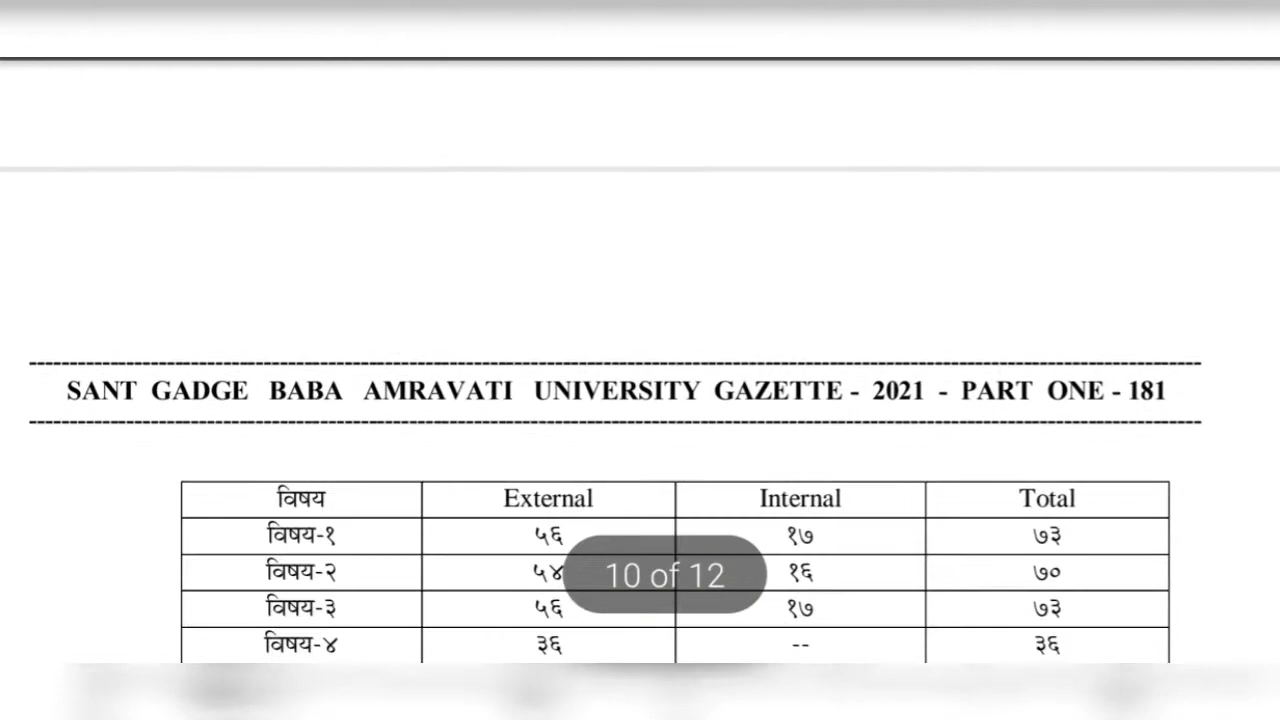 SANT GADGE BABA AMRAVATI UNIVERSITY GAZETTE - 2021 - PART ONE - 181
विषय External Internal Total
विषय-१ ५६ १७ ७३
विषय-२ ५४ १६ ७०
10 of 12
विषय-३ ५६ १७ ७३
विषय-४ ३६ -- ३६